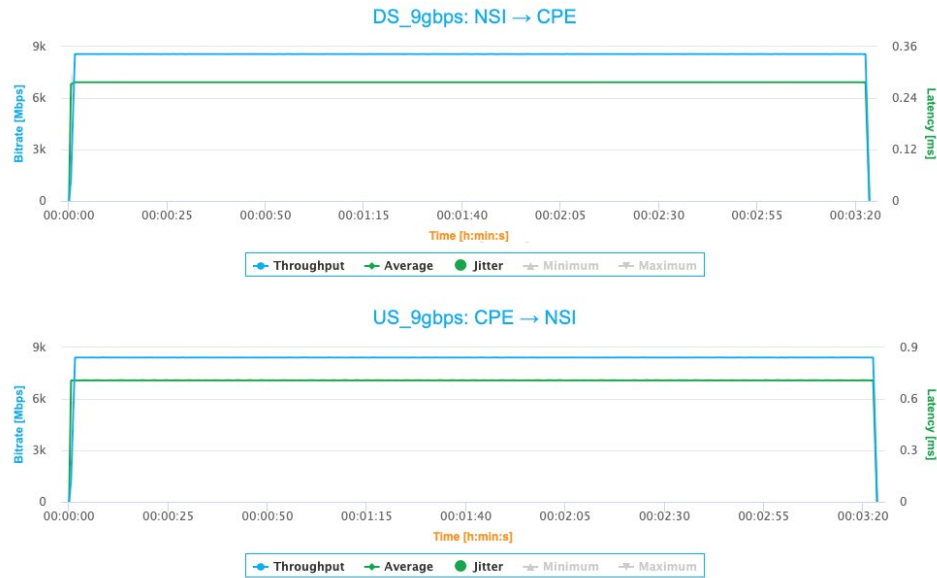 DS_9gbps: NSI → CPE
9k 0.36
6k 0.24
3k 0.12
0 0
Bitrate [Mbps]
Latency [ms]
00:00:00 00:00:25 00:00:50 00:01:15 00:01:40 00:02:05 00:02:30 00:02:55 00:03:20
Time [h:min:s]
Throughput Average Jitter Minimum Maximum
US_9gbps: CPE → NSI
9k 0.9
6k 0.6
3k 0.3
0 0
Bitrate [Mbps]
Latency [ms]
00:00:00 00:00:25 00:00:50 00:01:15 00:01:40 00:02:05 00:02:30 00:02:55 00:03:20
Time [h:min:s]
Throughput Average Jitter Minimum Maximum